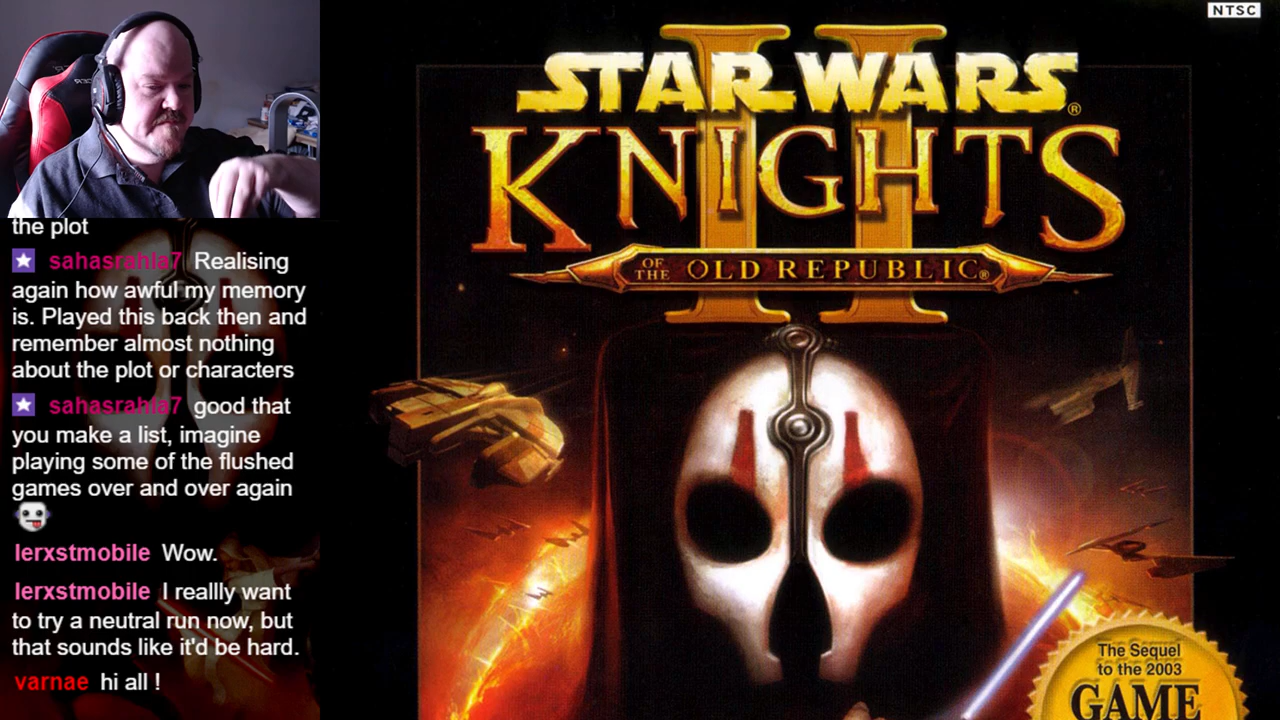 the plot
sahasrahla7 Realising
again how awful my memory
is. Played this back then and
remember almost nothing
about the plot or characters
sahasrahla7 good that
you make a list, imagine
playing some of the flushed
games over and over again
lerxstmobile Wow.
lerxstmobile I reallly want
to try a neutral run now, but
that sounds like it'd be hard.
varnae hi all !
NTSC
STAR WARS®
KNIGHTS
II
OF THE OLD REPUBLIC®
The Sequel
to the 2003
GAME